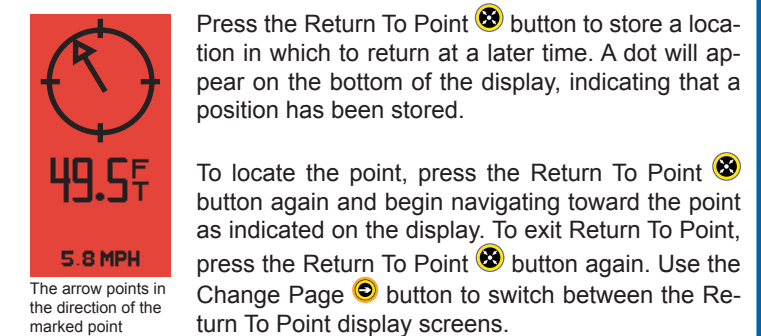 Press the Return To Point button to store a loca-
tion in which to return at a later time. A dot will ap-
pear on the bottom of the display, indicating that a
position has been stored.
To locate the point, press the Return To Point
button again and begin navigating toward the point
as indicated on the display. To exit Return To Point,
press the Return To Point button again. Use the
Change Page button to switch between the Re-
turn To Point display screens.
49.5 FT
5.8 MPH
The arrow points in
the direction of the
marked point